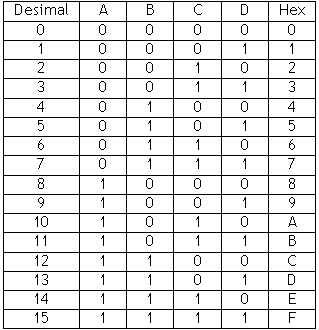 Desimal A B C D Hex
0 0 0 0 0 0
1 0 0 0 1 1
2 0 0 1 0 2
3 0 0 1 1 3
4 0 1 0 0 4
5 0 1 0 1 5
6 0 1 1 0 6
7 0 1 1 1 7
8 1 0 0 0 8
9 1 0 0 1 9
10 1 0 1 0 A
11 1 0 1 1 B
12 1 1 0 0 C
13 1 1 0 1 D
14 1 1 1 0 E
15 1 1 1 1 F